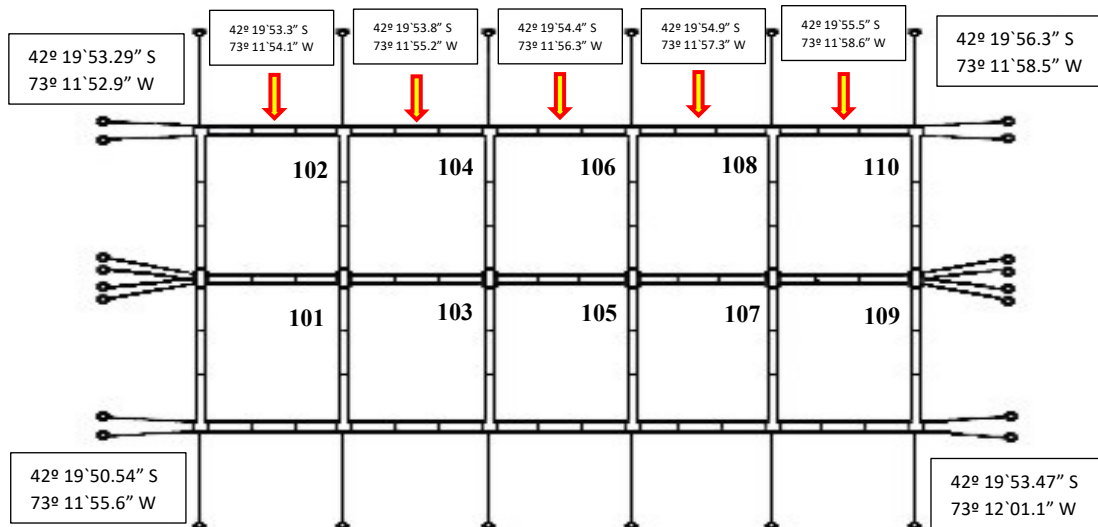 42º 19`53.29” S
73º 11`52.9” W
42º 19`53.3” S
73º 11`54.1” W
42º 19`53.8” S
73º 11`55.2” W
42º 19`54.4” S
73º 11`56.3” W
42º 19`54.9” S
73º 11`57.3” W
42º 19`55.5” S
73º 11`58.6” W
42º 19`56.3” S
73º 11`58.5” W
102 104 106 108 110
101 103 105 107 109
42º 19`50.54” S
73º 11`55.6” W
42º 19`53.47” S
73º 12`01.1” W